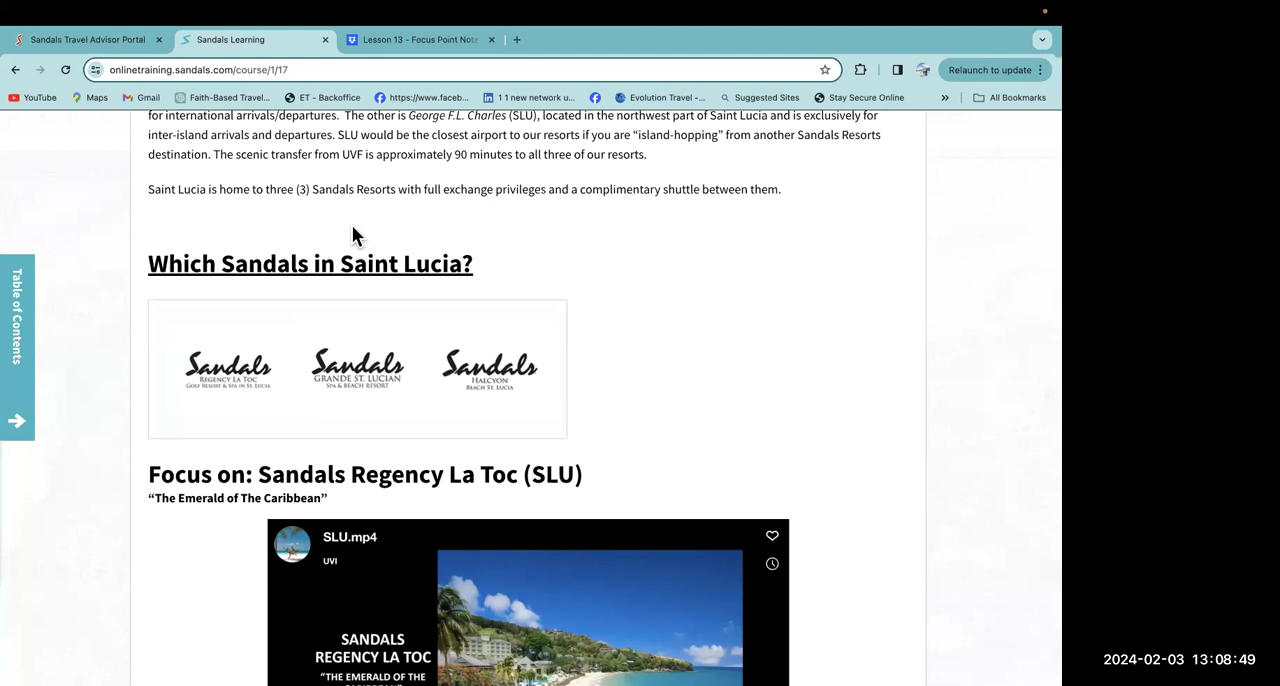 Sandals Travel Advisor Portal
Sandals Learning
Lesson 13 - Focus Point Note
onlinetraining.sandals.com/course/1/17
Relaunch to update
YouTube
Maps
Gmail
Faith-Based Travel...
ET - Backoffice
https://www.faceb...
1 1 new network u...
Evolution Travel -...
Suggested Sites
Stay Secure Online
»
All Bookmarks
for international arrivals/departures. The other is George F.L. Charles (SLU), located in the northwest part of Saint Lucia and is exclusively for
inter-island arrivals and departures. SLU would be the closest airport to our resorts if you are “island-hopping” from another Sandals Resorts
destination. The scenic transfer from UVF is approximately 90 minutes to all three of our resorts.
Saint Lucia is home to three (3) Sandals Resorts with full exchange privileges and a complimentary shuttle between them.
Table of Contents
Which Sandals in Saint Lucia?
Sandals
REGENCY LA TOC
GOLF RESORT & SPA IN ST. LUCIA
Sandals
GRANDE ST. LUCIAN
SPA & BEACH RESORT
Sandals
HALCYON
BEACH ST. LUCIA
Focus on: Sandals Regency La Toc (SLU)
“The Emerald of The Caribbean”
SLU.mp4
UVI
SANDALS
REGENCY LA TOC
“THE EMERALD OF THE
CARIBBEAN”
2024-02-03 13:08:49